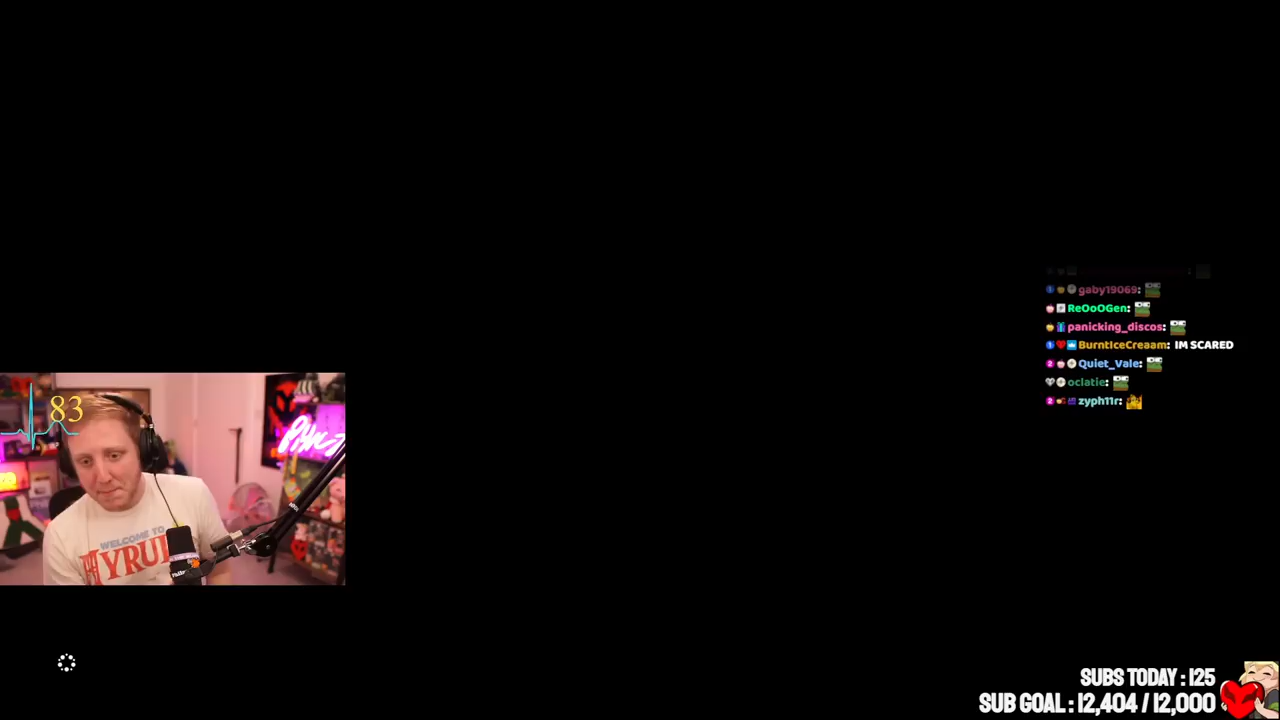 gaby19069:
ReOoOGen:
panicking_discos:
BurntIceCreaam: IM SCARED
Quiet_Vale:
oclatie:
zyph11r:
83
WELCOME TO
HYRUL
SUBS TODAY : 125
SUB GOAL : 12,404 / 12,000